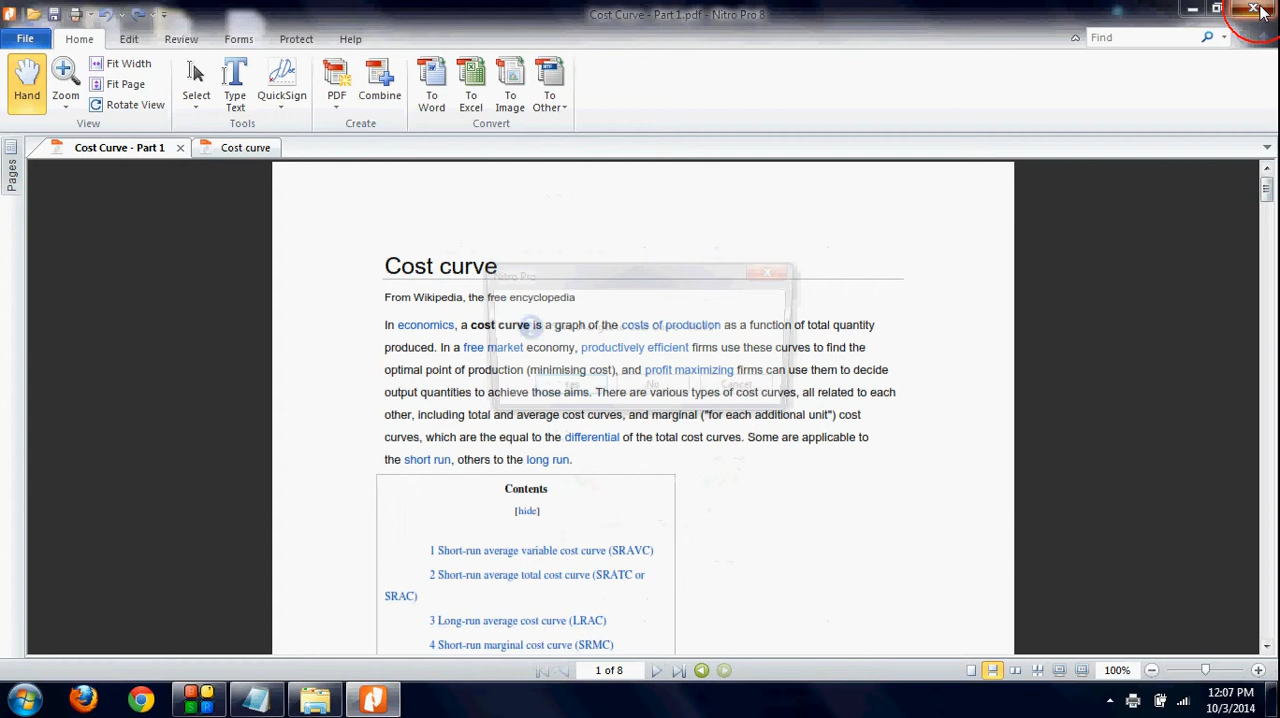 Cost Curve - Part 1.pdf - Nitro Pro 8
File Home Edit Review Forms Protect Help Find
Hand
Zoom
Fit Width
Fit Page
Rotate View
Select
Type Text
QuickSign
PDF
Combine
To Word
To Excel
To Image
To Other
View Tools Create Convert
Cost Curve - Part 1 Cost curve
Pages
Cost curve
From Wikipedia, the free encyclopedia
In economics, a cost curve is a graph of the costs of production as a function of total quantity
produced. In a free market economy, productively efficient firms use these curves to find the
optimal point of production (minimising cost), and profit maximizing firms can use them to decide
output quantities to achieve those aims. There are various types of cost curves, all related to each
other, including total and average cost curves, and marginal ("for each additional unit") cost
curves, which are the equal to the differential of the total cost curves. Some are applicable to
the short run, others to the long run.
Nitro Pro
Yes No Cancel
Contents
[hide]
1 Short-run average variable cost curve (SRAVC)
2 Short-run average total cost curve (SRATC or
SRAC)
3 Long-run average cost curve (LRAC)
4 Short-run marginal cost curve (SRMC)
1 of 8
100%
12:07 PM
10/3/2014